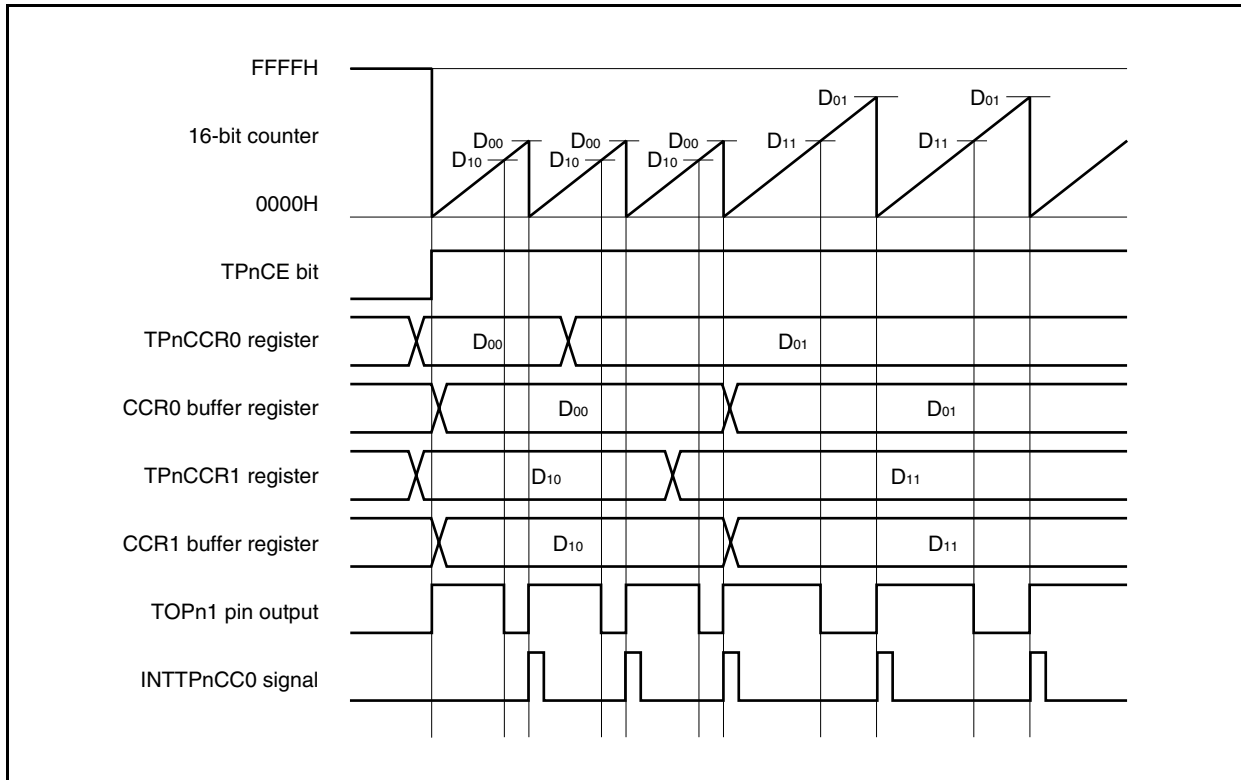 FFFFH
D01 D01
16-bit counter D00 D00 D00 D11 D11
D10 D10 D10
0000H
TPnCE bit
TPnCCR0 register D00 D01
CCR0 buffer register D00 D01
TPnCCR1 register D10 D11
CCR1 buffer register D10 D11
TOPn1 pin output
INTTPnCC0 signal